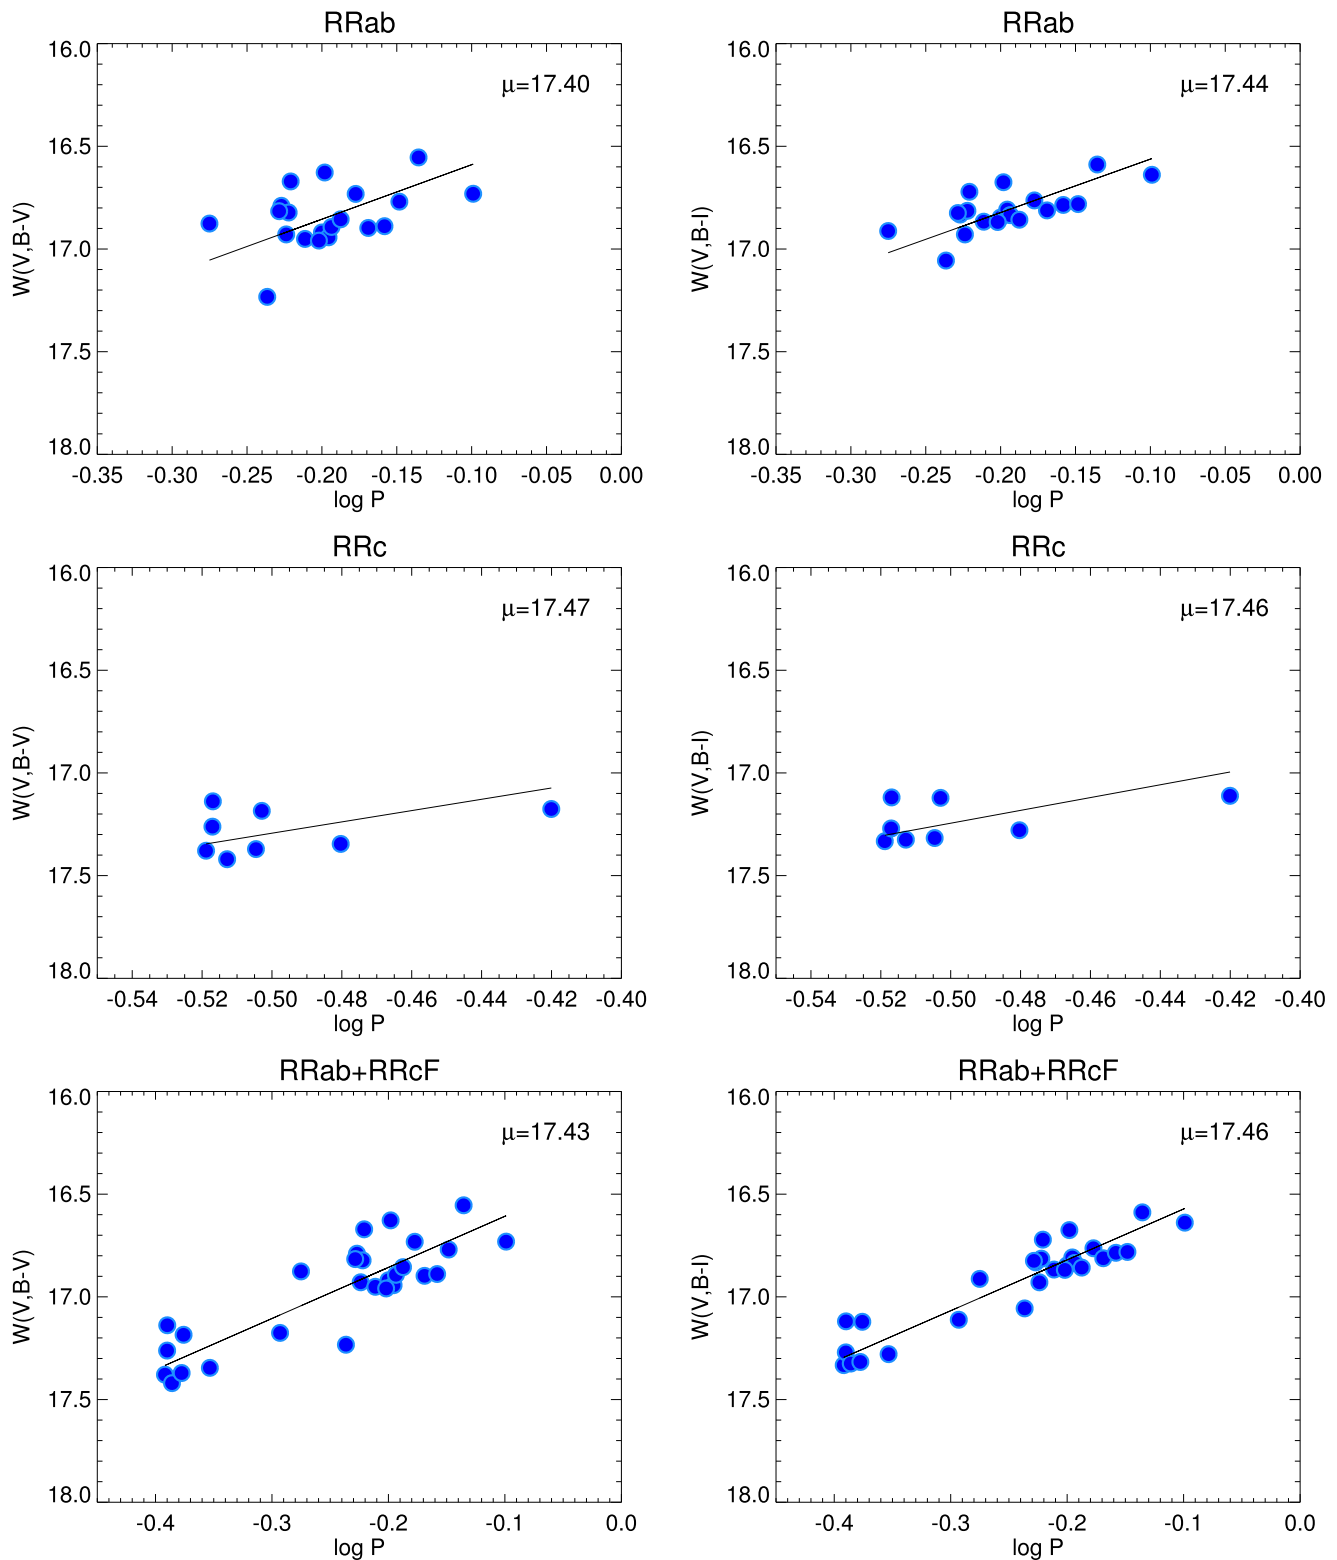 RRab
μ=17.40
16.0
16.5
17.0
17.5
18.0
W(V,B-V)
-0.35 -0.30 -0.25 -0.20 -0.15 -0.10 -0.05 0.00
log P
RRab
μ=17.44
16.0
16.5
17.0
17.5
18.0
W(V,B-I)
-0.35 -0.30 -0.25 -0.20 -0.15 -0.10 -0.05 0.00
log P
RRc
μ=17.47
16.0
16.5
17.0
17.5
18.0
W(V,B-V)
-0.54 -0.52 -0.50 -0.48 -0.46 -0.44 -0.42 -0.40
log P
RRc
μ=17.46
16.0
16.5
17.0
17.5
18.0
W(V,B-I)
-0.54 -0.52 -0.50 -0.48 -0.46 -0.44 -0.42 -0.40
log P
RRab+RRcF
μ=17.43
16.0
16.5
17.0
17.5
18.0
W(V,B-V)
-0.4 -0.3 -0.2 -0.1 0.0
log P
RRab+RRcF
μ=17.46
16.0
16.5
17.0
17.5
18.0
W(V,B-I)
-0.4 -0.3 -0.2 -0.1 0.0
log P